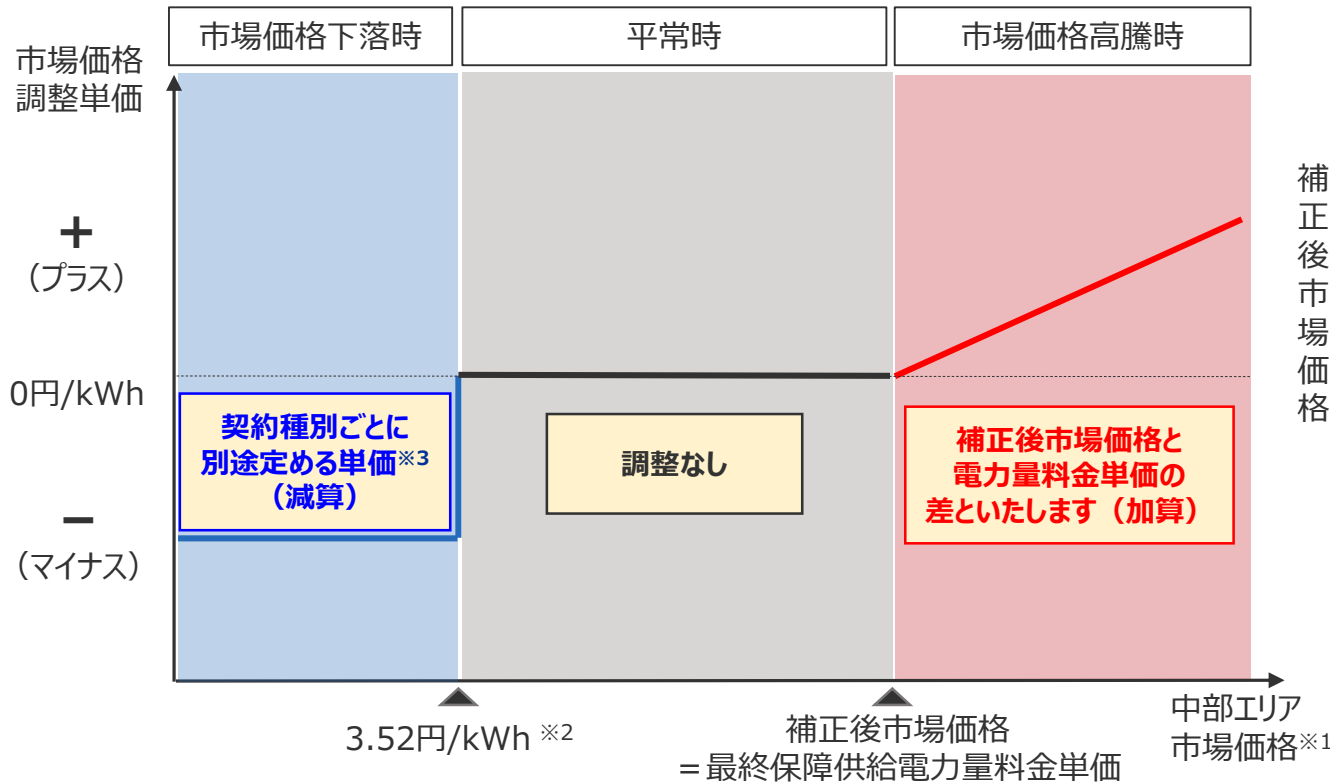 市場価格下落時
平常時
市場価格高騰時
市場価格
調整単価
+
（プラス）
0円/kWh
−
（マイナス）
契約種別ごとに
別途定める単価※3
（減算）
調整なし
補正後市場価格と
電力量料金単価の
差といたします（加算）
補正後市場価格
3.52円/kWh ※2
補正後市場価格
＝最終保障供給電力量料金単価
中部エリア
市場価格※1